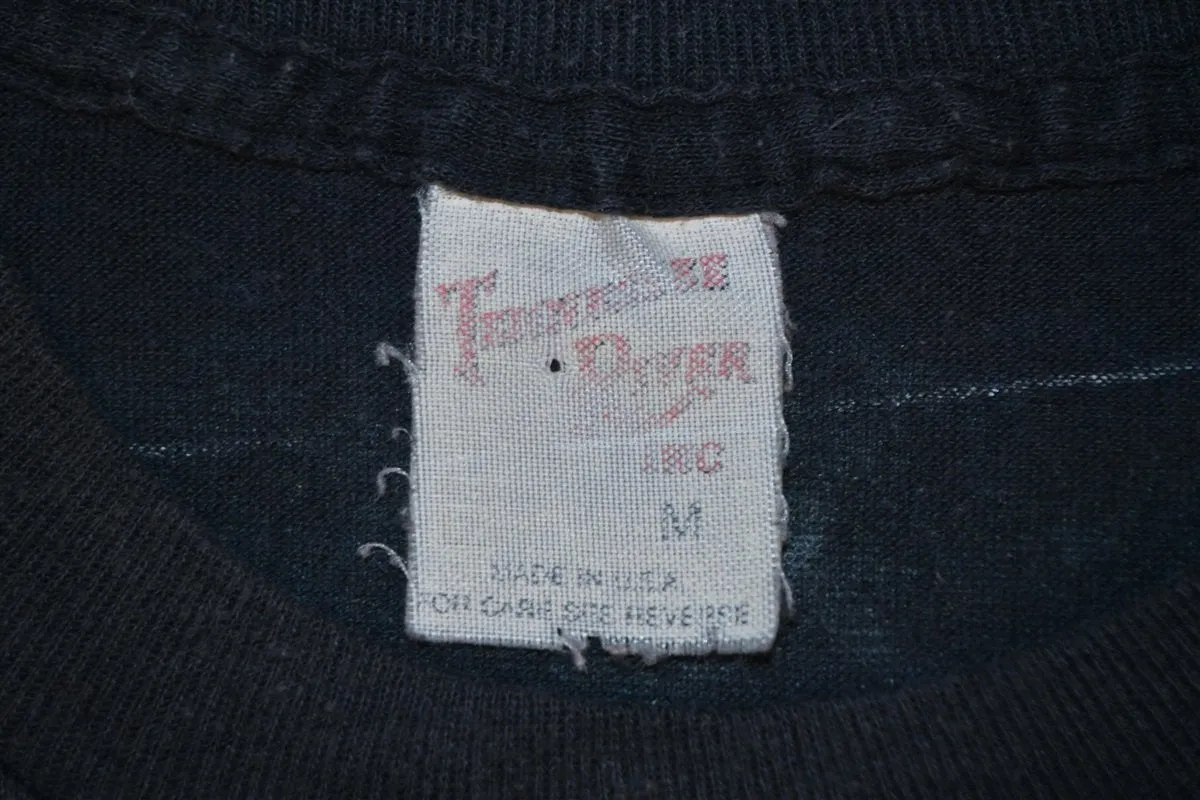 TENNESSEE
RIVER
INC
M
MADE IN U.S.A.
FOR CARE SEE REVERSE